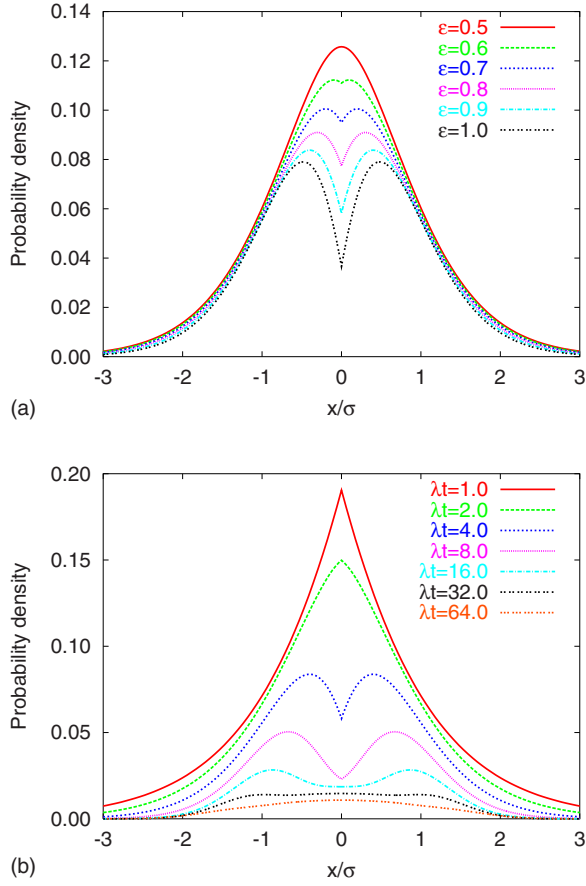 0.14
0.12
0.10
0.08
0.06
0.04
0.02
0.00
Probability density
ε=0.5
ε=0.6
ε=0.7
ε=0.8
ε=0.9
ε=1.0
-3 -2 -1 0 1 2 3
x/σ
(a)
0.20
0.15
0.10
0.05
0.00
Probability density
λt=1.0
λt=2.0
λt=4.0
λt=8.0
λt=16.0
λt=32.0
λt=64.0
-3 -2 -1 0 1 2 3
x/σ
(b)